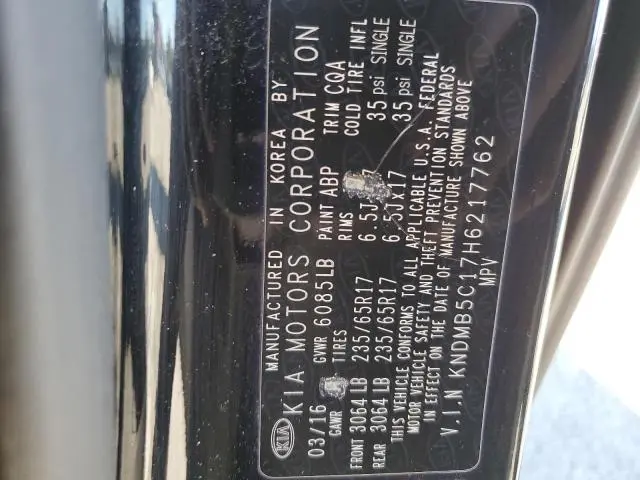 MANUFACTURED IN KOREA BY
KIA KIA MOTORS CORPORATION
03/16 GVWR 6085LB PAINT ABP TRIM CQA
GAWR TIRES RIMS COLD TIRE INFL
FRONT 3064 LB 235/65R17 6.5J 35 psi SINGLE
REAR 3064 LB 235/65R17 6.5JX17 35 psi SINGLE
THIS VEHICLE CONFORMS TO ALL APPLICABLE U.S.A. FEDERAL
MOTOR VEHICLE SAFETY AND THEFT PREVENTION STANDARDS
IN EFFECT ON THE DATE OF MANUFACTURE SHOWN ABOVE
V.I.N KNDMB5C17H6217762
MPV